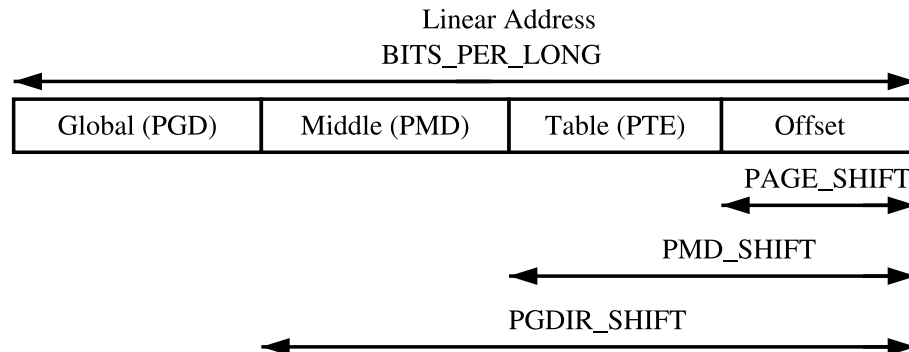 Linear Address
BITS_PER_LONG
Global (PGD) Middle (PMD) Table (PTE) Offset
PAGE_SHIFT
PMD_SHIFT
PGDIR_SHIFT